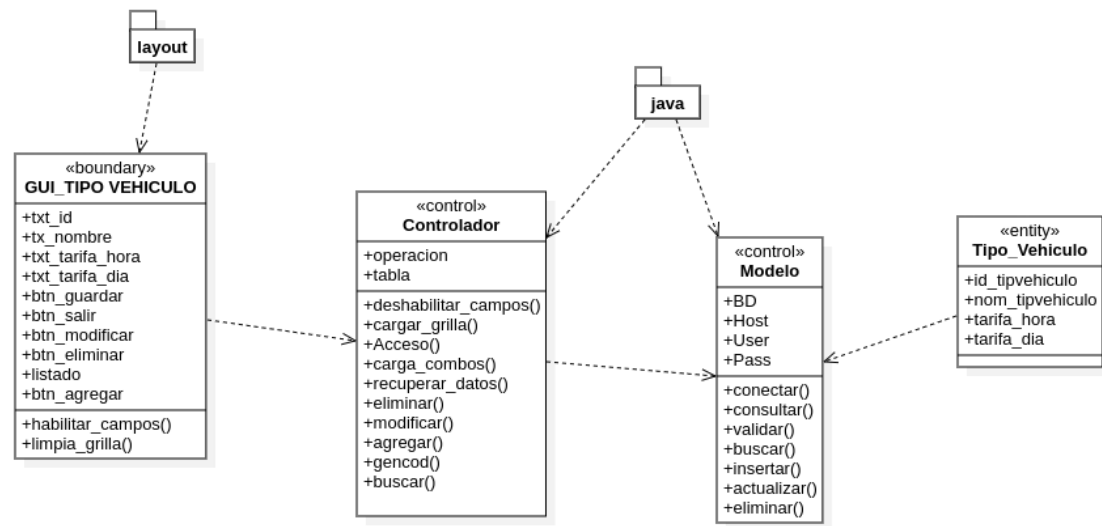 layout
java
«boundary»
GUI_TIPO VEHICULO
+txt_id
+tx_nombre
+txt_tarifa_hora
+txt_tarifa_dia
+btn_guardar
+btn_salir
+btn_modificar
+btn_eliminar
+listado
+btn_agregar
+habilitar_campos()
+limpia_grilla()
«control»
Controlador
+operacion
+tabla
+deshabilitar_campos()
+cargar_grilla()
+Acceso()
+carga_combos()
+recuperar_datos()
+eliminar()
+modificar()
+agregar()
+gencod()
+buscar()
«control»
Modelo
+BD
+Host
+User
+Pass
+conectar()
+consultar()
+validar()
+buscar()
+insertar()
+actualizar()
+eliminar()
«entity»
Tipo_Vehiculo
+id_tipvehiculo
+nom_tipvehiculo
+tarifa_hora
+tarifa_dia